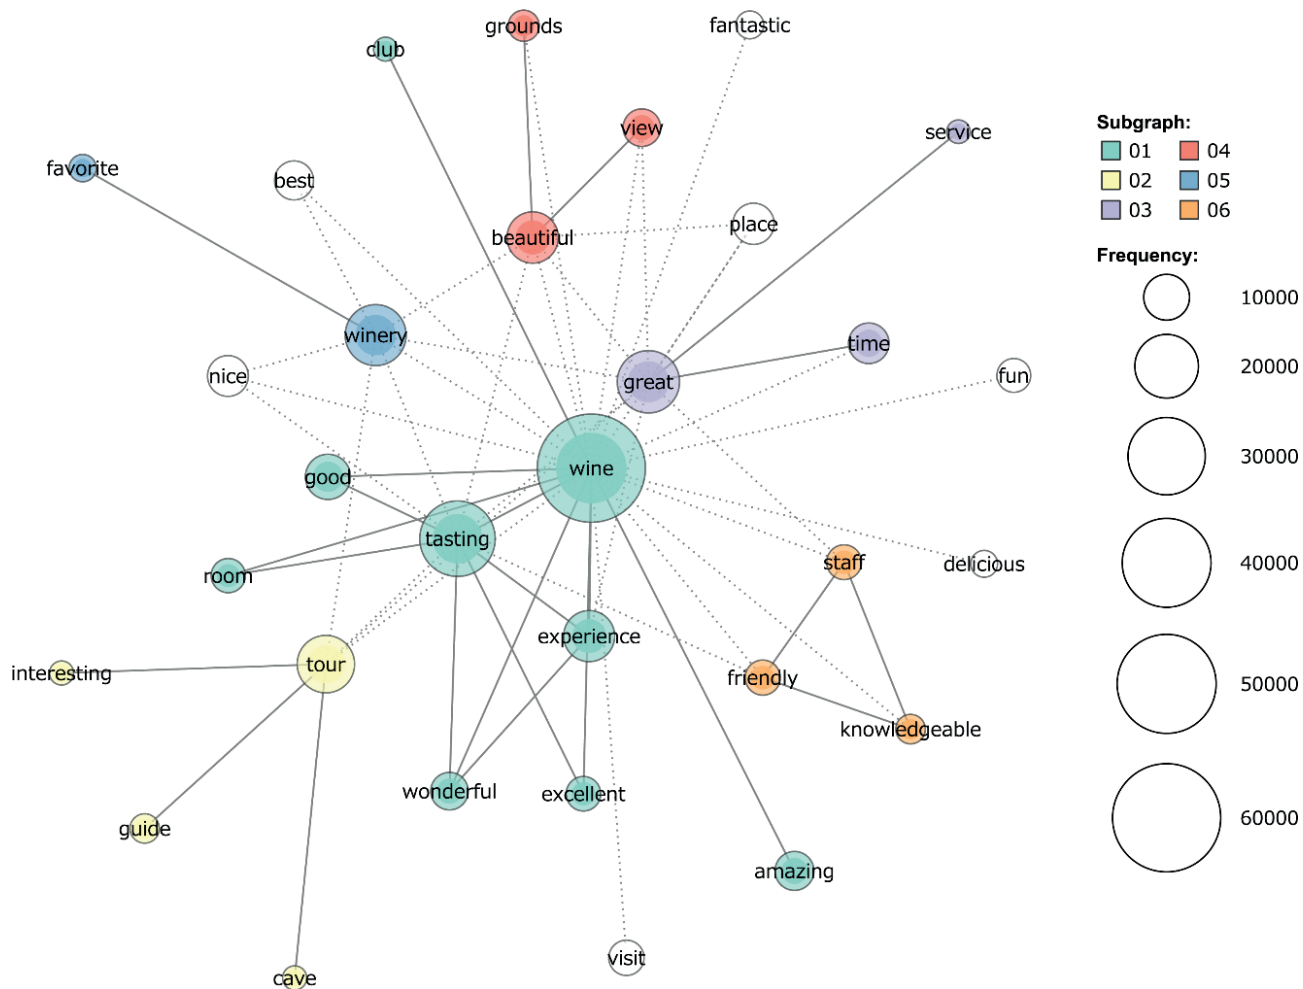 grounds
fantastic
club
view
service
favorite
best
place
beautiful
winery
time
nice
great
fun
wine
good
tasting
staff
delicious
room
experience
tour
interesting
friendly
knowledgeable
wonderful
excellent
guide
amazing
visit
cave
Subgraph:
01 04
02 05
03 06
Frequency:
10000
20000
30000
40000
50000
60000